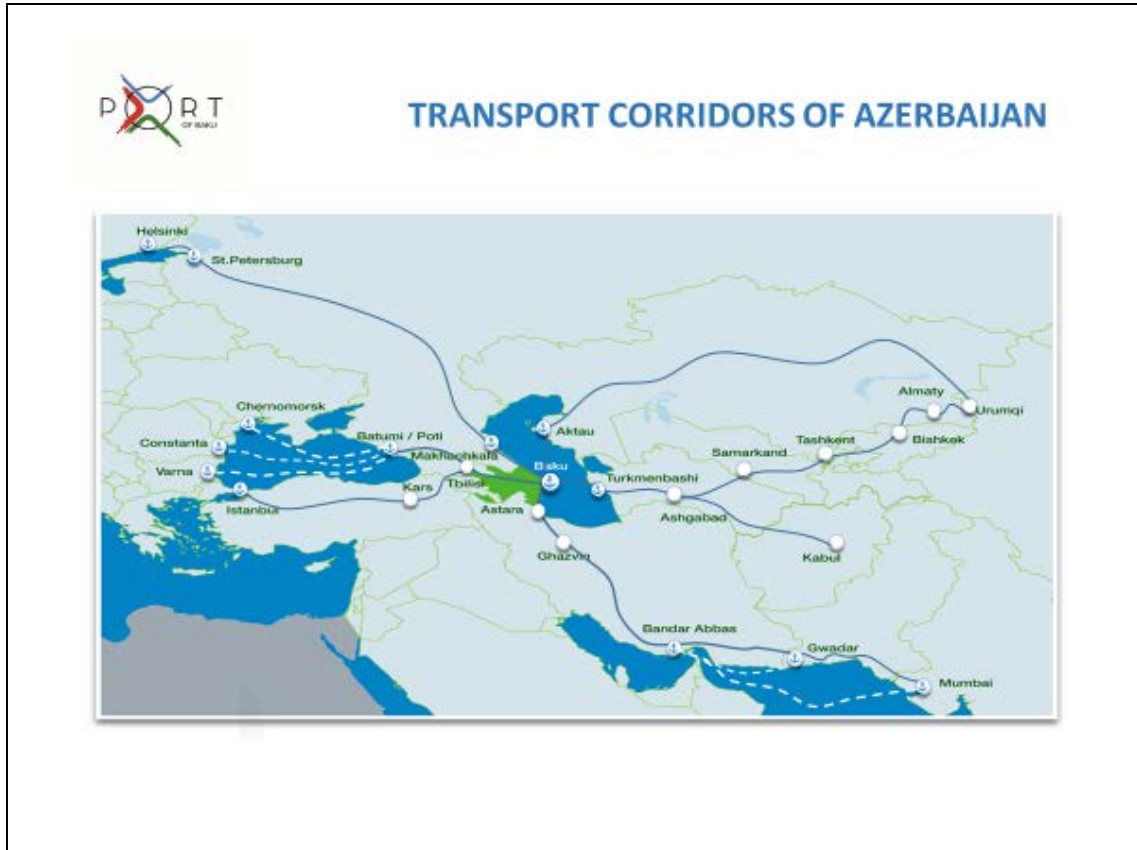 PORT
OF BAKU
TRANSPORT CORRIDORS OF AZERBAIJAN
Helsinki
St.Petersburg
Almaty
Urumqi
Chernomorsk
Aktau
Bishkek
Constanta
Batumi / Poti
Tashkent
Makhachkala
Samarkand
Varna
Baku
Tbilisi
Turkmenbashi
Kars
Istanbul
Astara
Ashgabad
Ghazvin
Kabul
Bandar Abbas
Gwadar
Mumbai